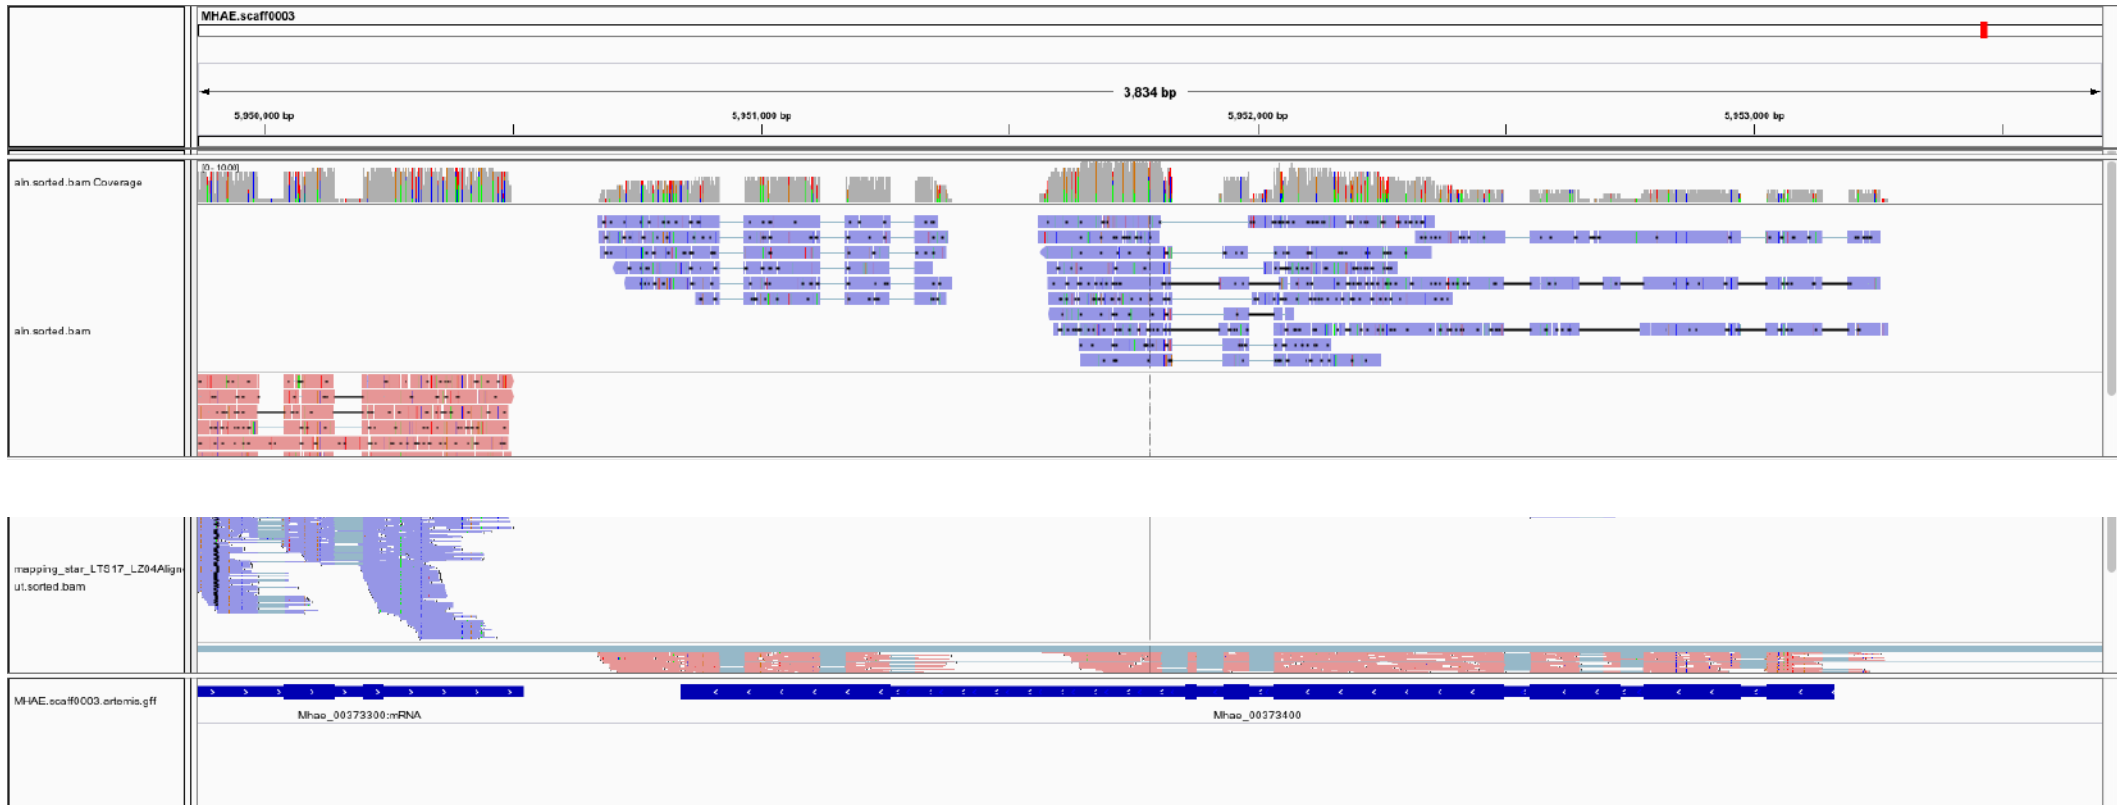 MHAE.scaff0003
3,834 bp
5,950,000 bp
5,951,000 bp
5,952,000 bp
5,953,000 bp
[0 - 10.00]
aln.sorted.bam Coverage
aln.sorted.bam
mapping_star_LTS17_LZ04Align
ut.sorted.bam
MHAE.scaff0003.artemis.gff
Mhae_00373300:mRNA
Mhae_00373400